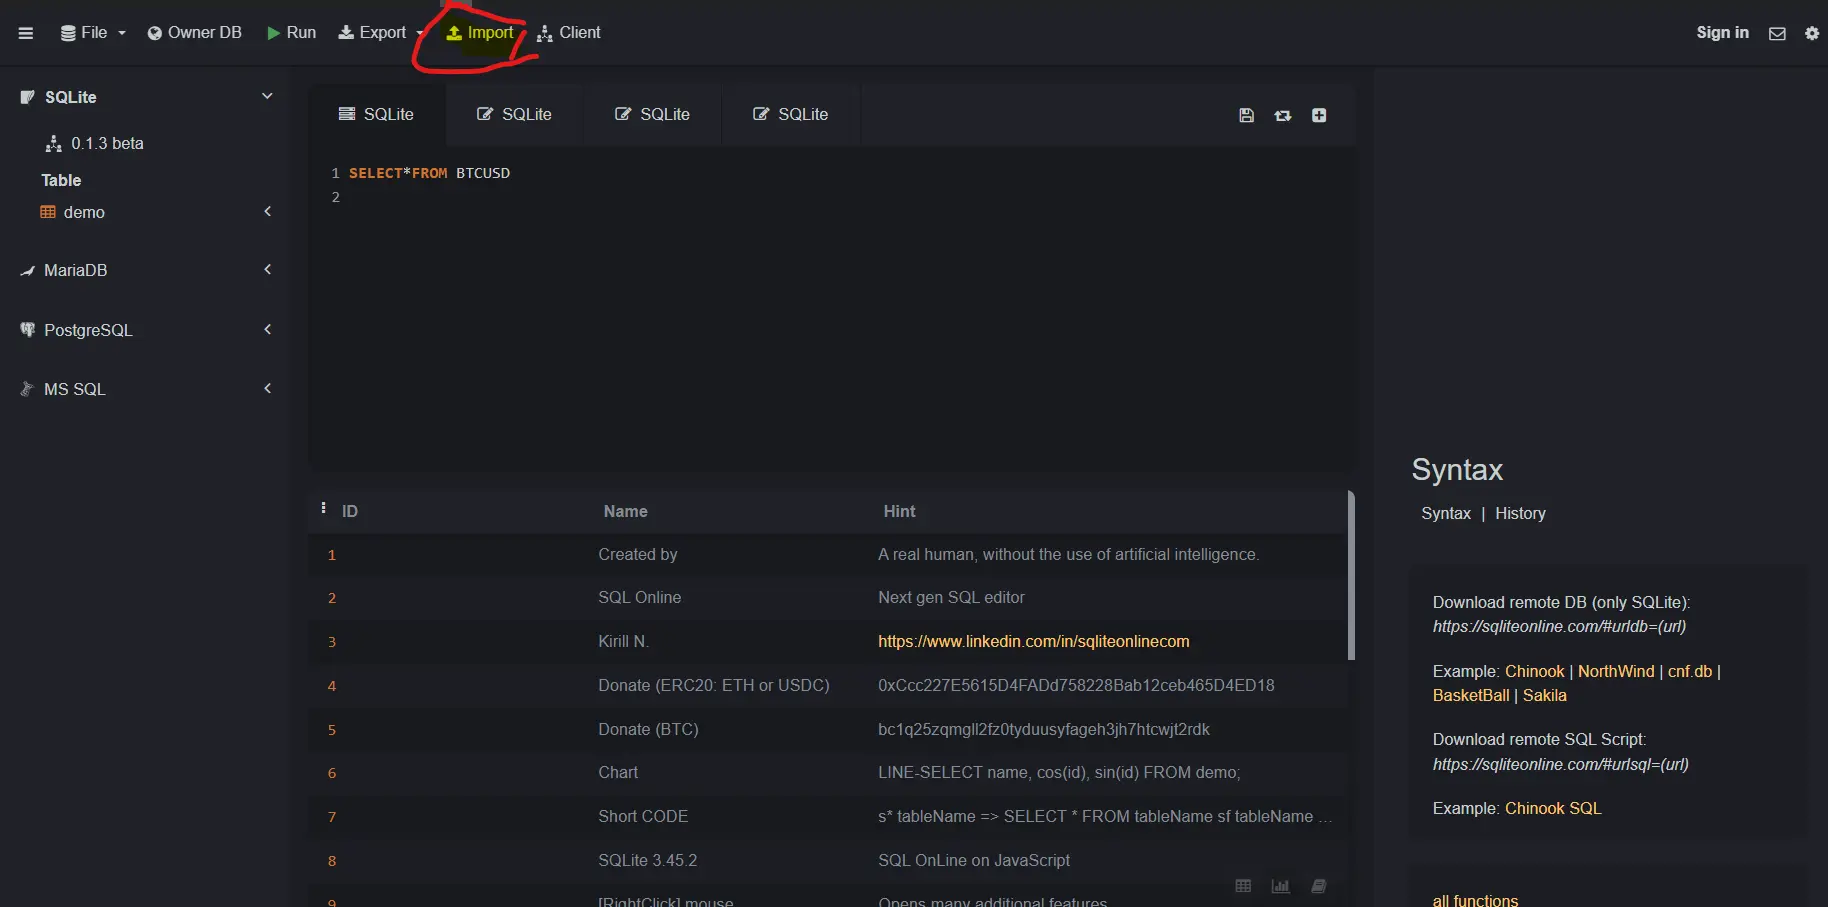 File Owner DB Run Export Import Client Sign in
SQLite
0.1.3 beta
Table
demo
MariaDB
PostgreSQL
MS SQL
SQLite SQLite SQLite SQLite
1 SELECT*FROM BTCUSD
2
ID Name Hint
1 Created by A real human, without the use of artificial intelligence.
2 SQL Online Next gen SQL editor
3 Kirill N. https://www.linkedin.com/in/sqliteonlinecom
4 Donate (ERC20: ETH or USDC) 0xCcc227E5615D4FADd758228Bab12ceb465D4ED18
5 Donate (BTC) bc1q25zqmgll2fz0tyduusyfageh3jh7htcwjt2rdk
6 Chart LINE-SELECT name, cos(id), sin(id) FROM demo;
7 Short CODE s* tableName => SELECT * FROM tableName sf tableName ...
8 SQLite 3.45.2 SQL OnLine on JavaScript
9 [RightClick] mouse Opens many additional features
Syntax
Syntax | History
Download remote DB (only SQLite):
https://sqliteonline.com/#urldb=(url)
Example: Chinook | NorthWind | cnf.db |
BasketBall | Sakila
Download remote SQL Script:
https://sqliteonline.com/#urlsql=(url)
Example: Chinook SQL
all functions